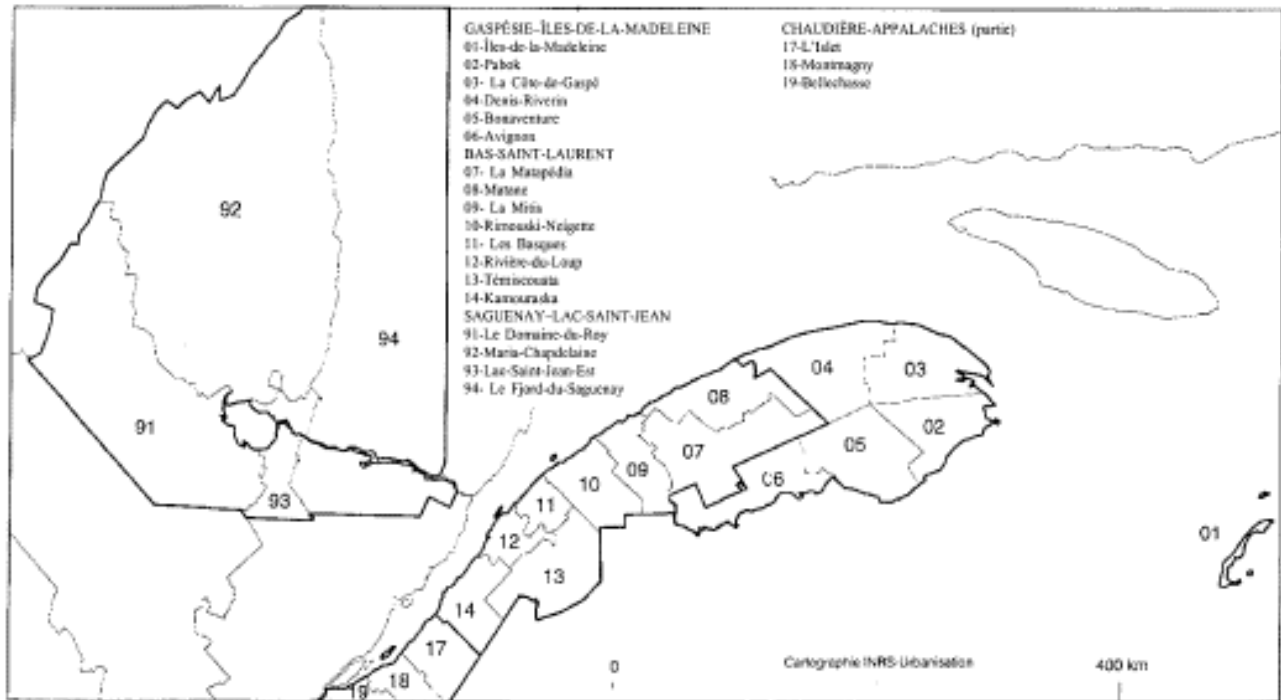 GASPÉSIE-ÎLES-DE-LA-MADELEINE
01-Îles-de-la-Madeleine
02-Pabok
03- La Côte-de-Gaspé
04-Denis-Riverin
05-Bonaventure
06-Avignon
BAS-SAINT-LAURENT
07- La Matapédia
08-Matane
09- La Mitis
10-Rimouski-Neigette
11- Les Basques
12-Rivière-du-Loup
13-Témiscouata
14-Kamouraska
SAGUENAY-LAC-SAINT-JEAN
91-Le Domaine-du-Roy
92-Maria-Chapdelaine
93-Lac-Saint-Jean-Est
94- Le Fjord-du-Saguenay
CHAUDIÈRE-APPALACHES (partie)
17-L'Islet
18-Montmagny
19-Bellechasse
92
94
91
93
04
03
08
02
07
05
09
06
10
11
12
13
01
14
17
18
19
0
400 km
Cartographie INRS-Urbanisation